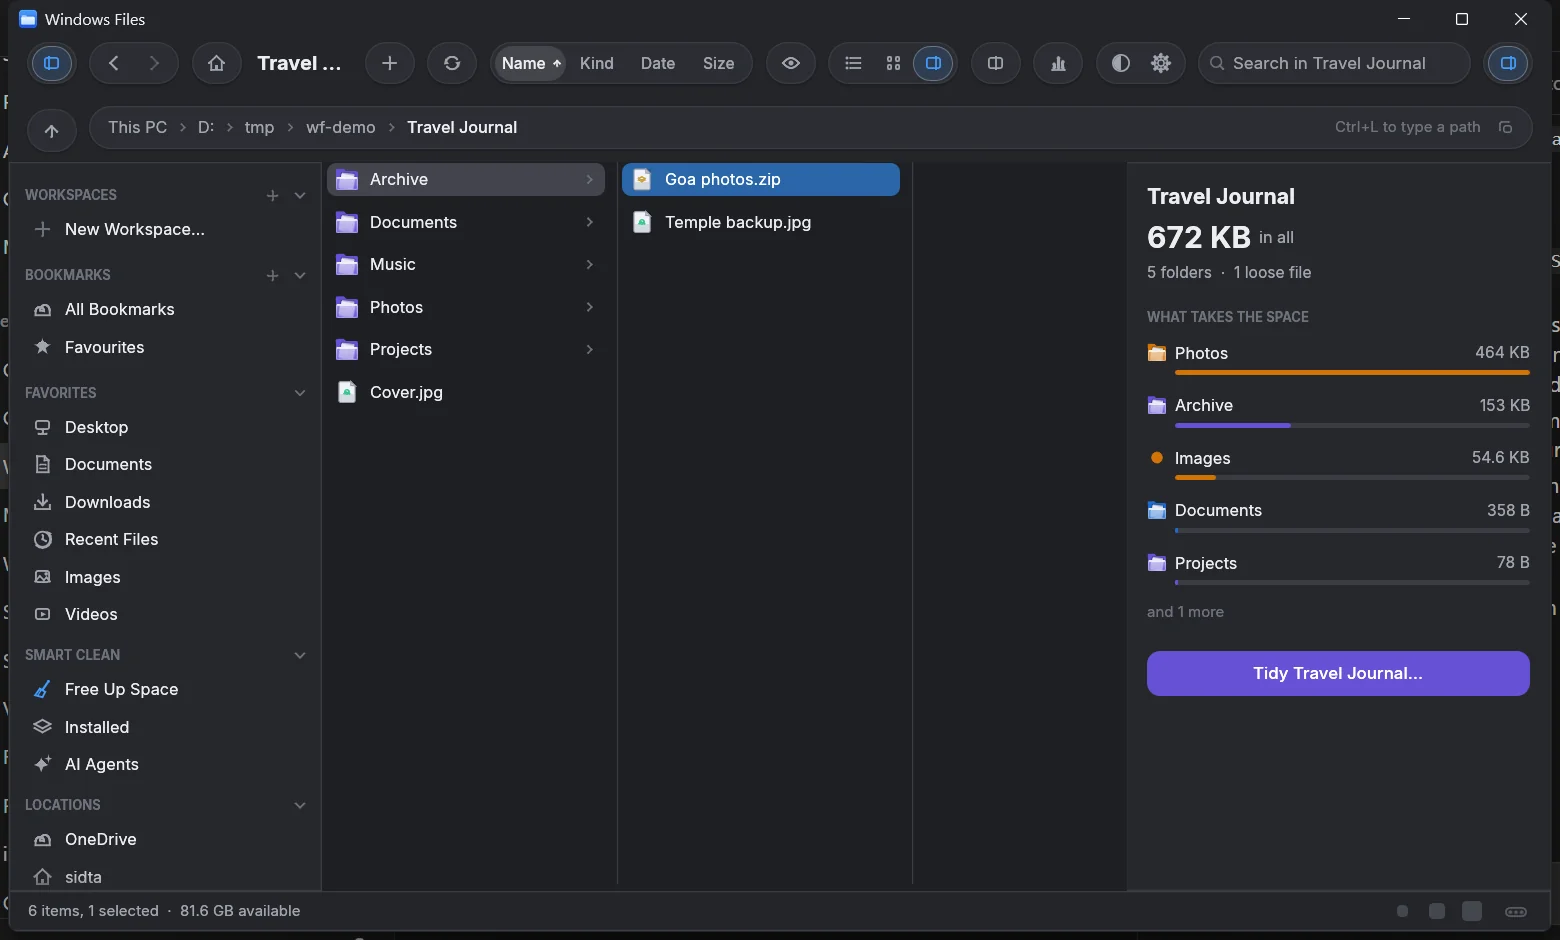 Windows Files
Travel ...
Name
Kind
Date
Size
Search in Travel Journal
This PC
D:
tmp
wf-demo
Travel Journal
Ctrl+L to type a path
WORKSPACES
New Workspace...
BOOKMARKS
All Bookmarks
Favourites
FAVORITES
Desktop
Documents
Downloads
Recent Files
Images
Videos
SMART CLEAN
Free Up Space
Installed
AI Agents
LOCATIONS
OneDrive
sidta
Archive
Documents
Music
Photos
Projects
Cover.jpg
Goa photos.zip
Temple backup.jpg
Travel Journal
672 KB in all
5 folders · 1 loose file
WHAT TAKES THE SPACE
Photos 464 KB
Archive 153 KB
Images 54.6 KB
Documents 358 B
Projects 78 B
and 1 more
Tidy Travel Journal...
6 items, 1 selected · 81.6 GB available